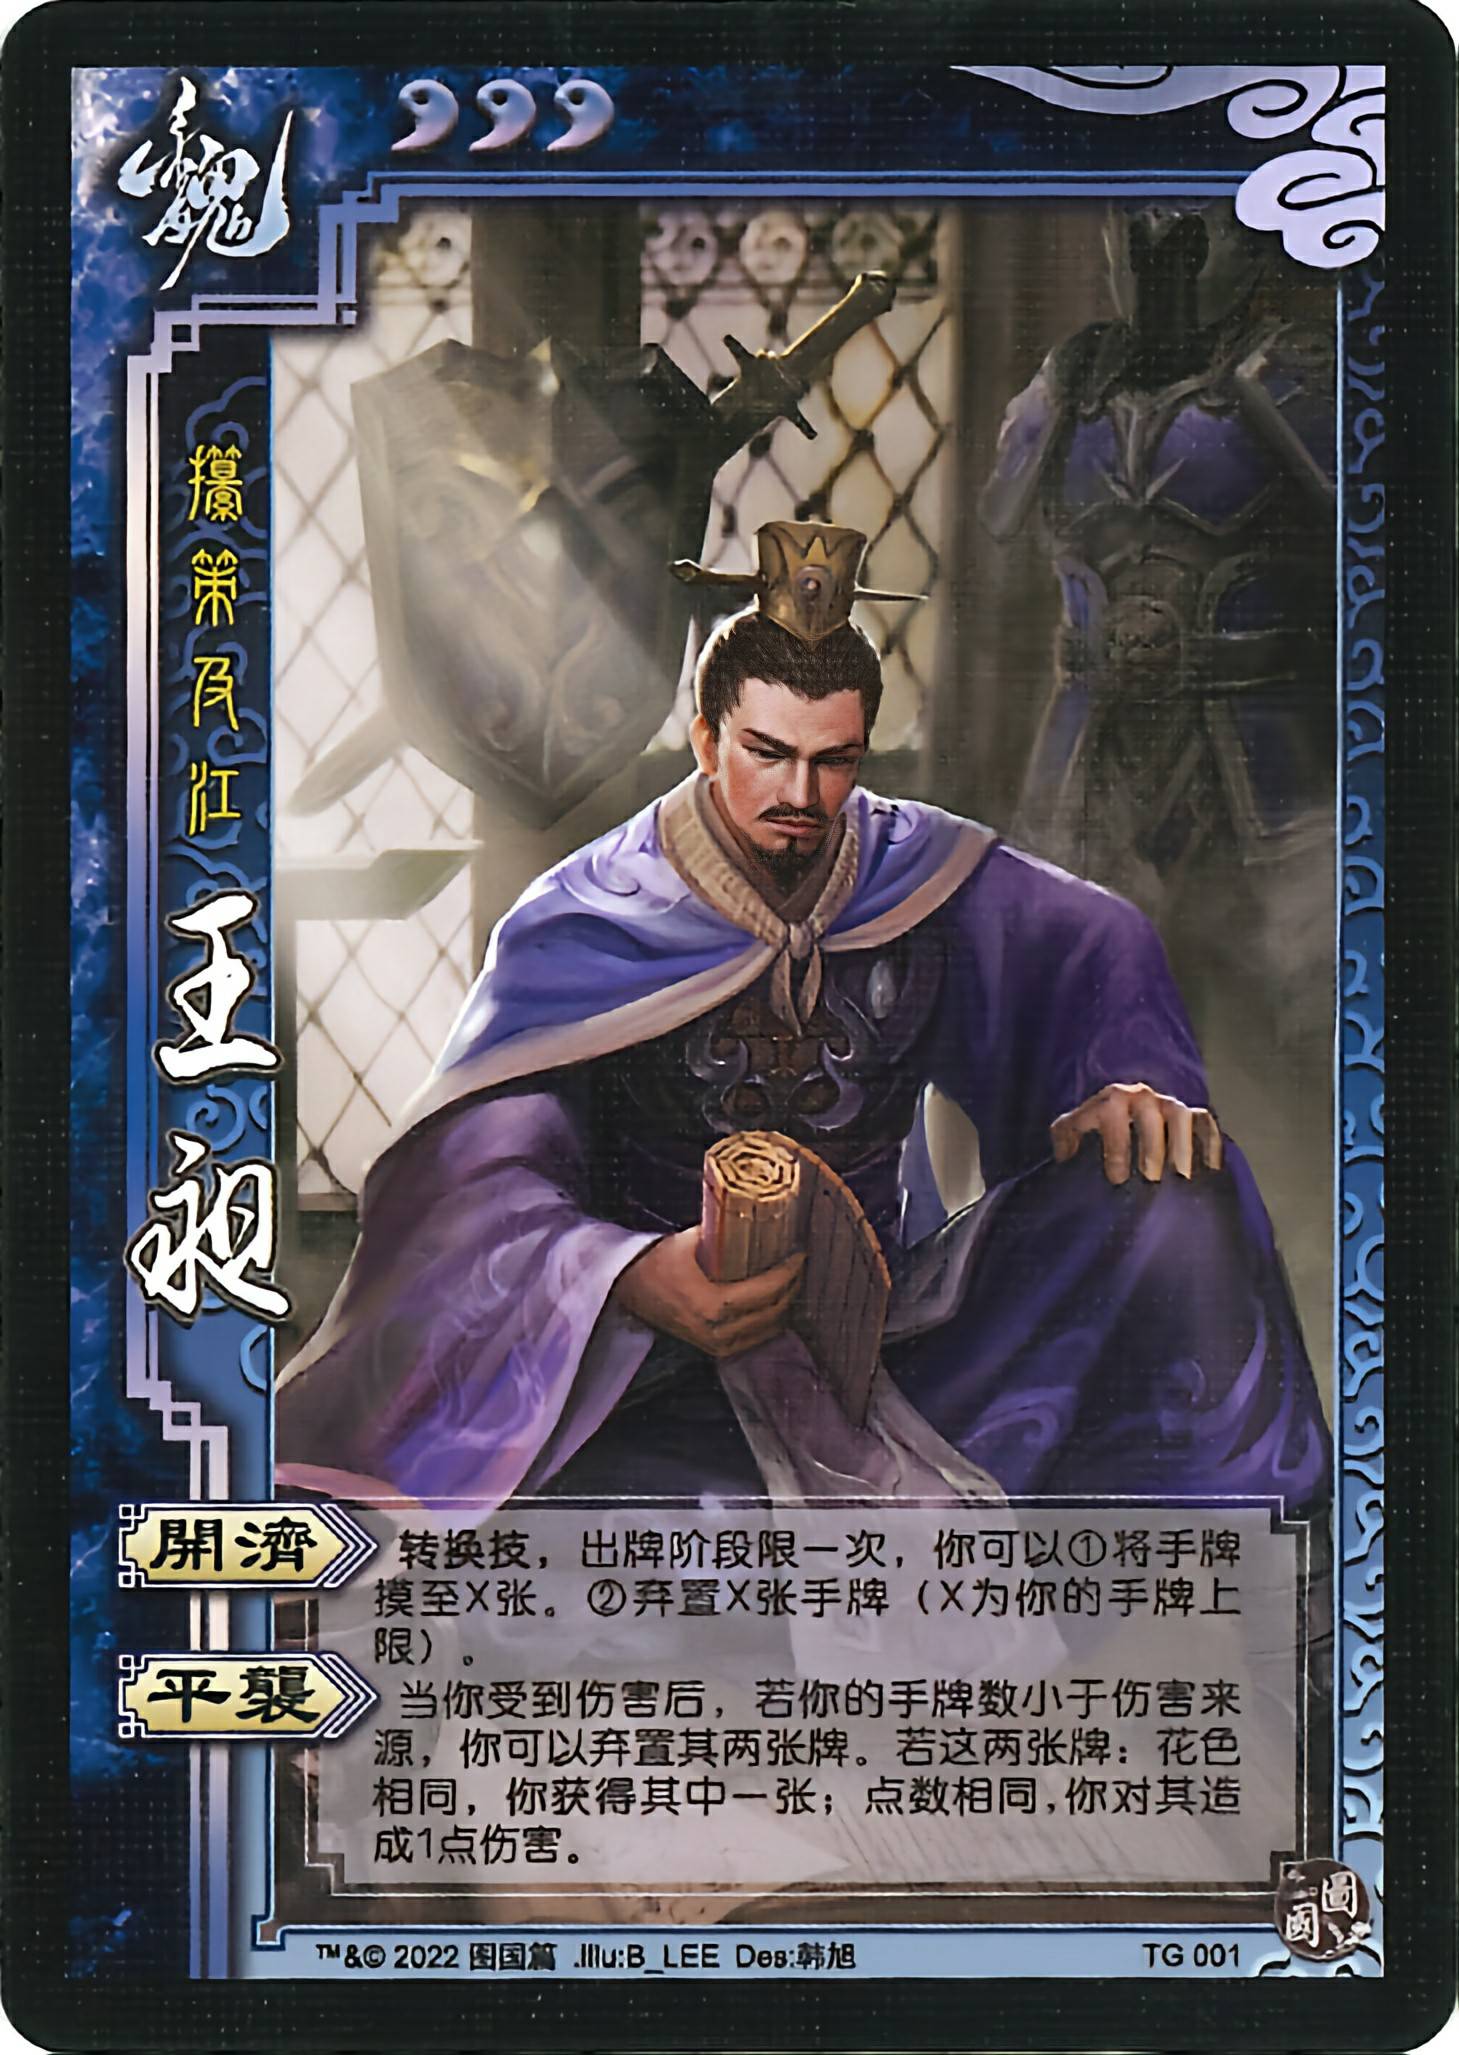 魏
攥策及江
王昶
開濟
转换技，出牌阶段限一次，你可以①将手牌
摸至X张。②弃置X张手牌（X为你的手牌上
限）。
平襲
当你受到伤害后，若你的手牌数小于伤害来
源，你可以弃置其两张牌。若这两张牌：花色
相同，你获得其中一张；点数相同，你对其造
成1点伤害。
圖國
™&© 2022 图国篇 .Illu:B_LEE Des:韩旭
TG 001